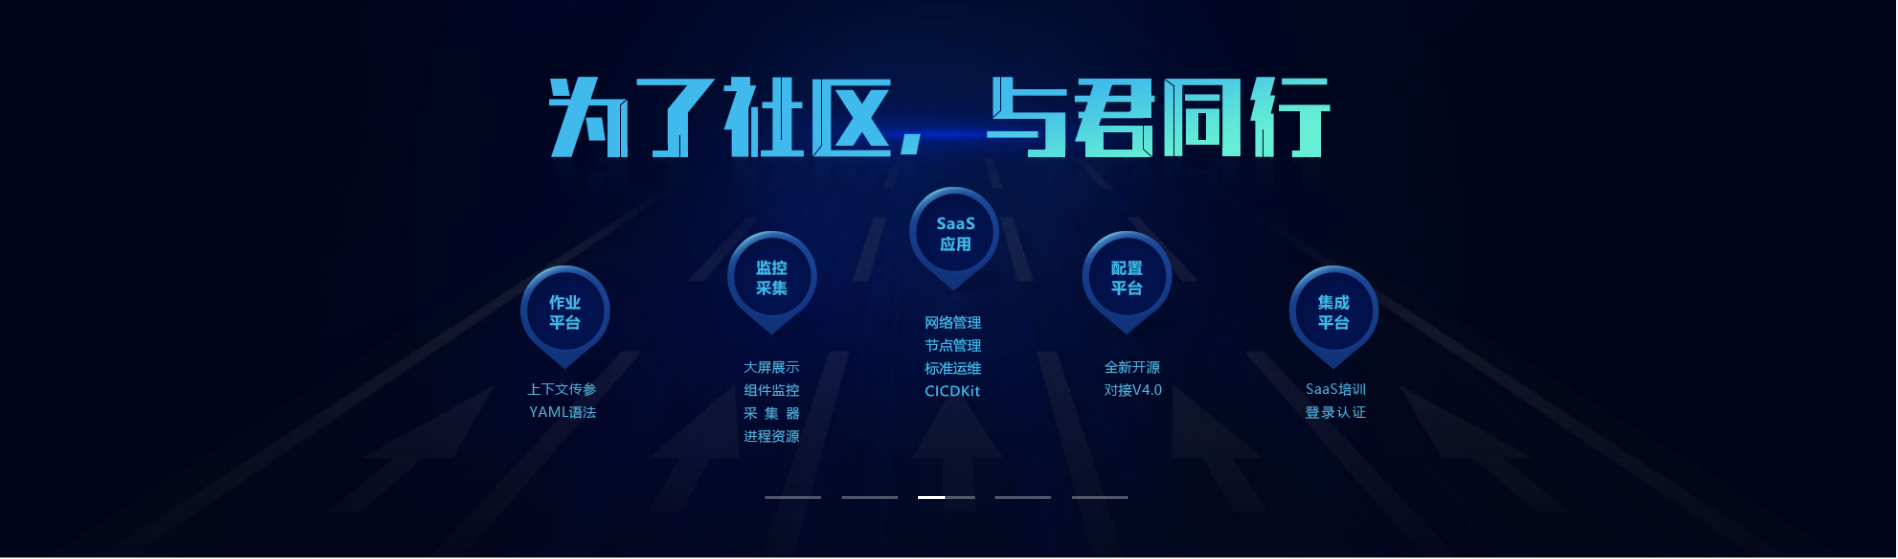 为了社区，与君同行
作业
平台
上下文传参
YAML语法
监控
采集
大屏展示
组件监控
采 集 器
进程资源
SaaS
应用
网络管理
节点管理
标准运维
CICDKit
配置
平台
全新开源
对接V4.0
集成
平台
SaaS培训
登录认证